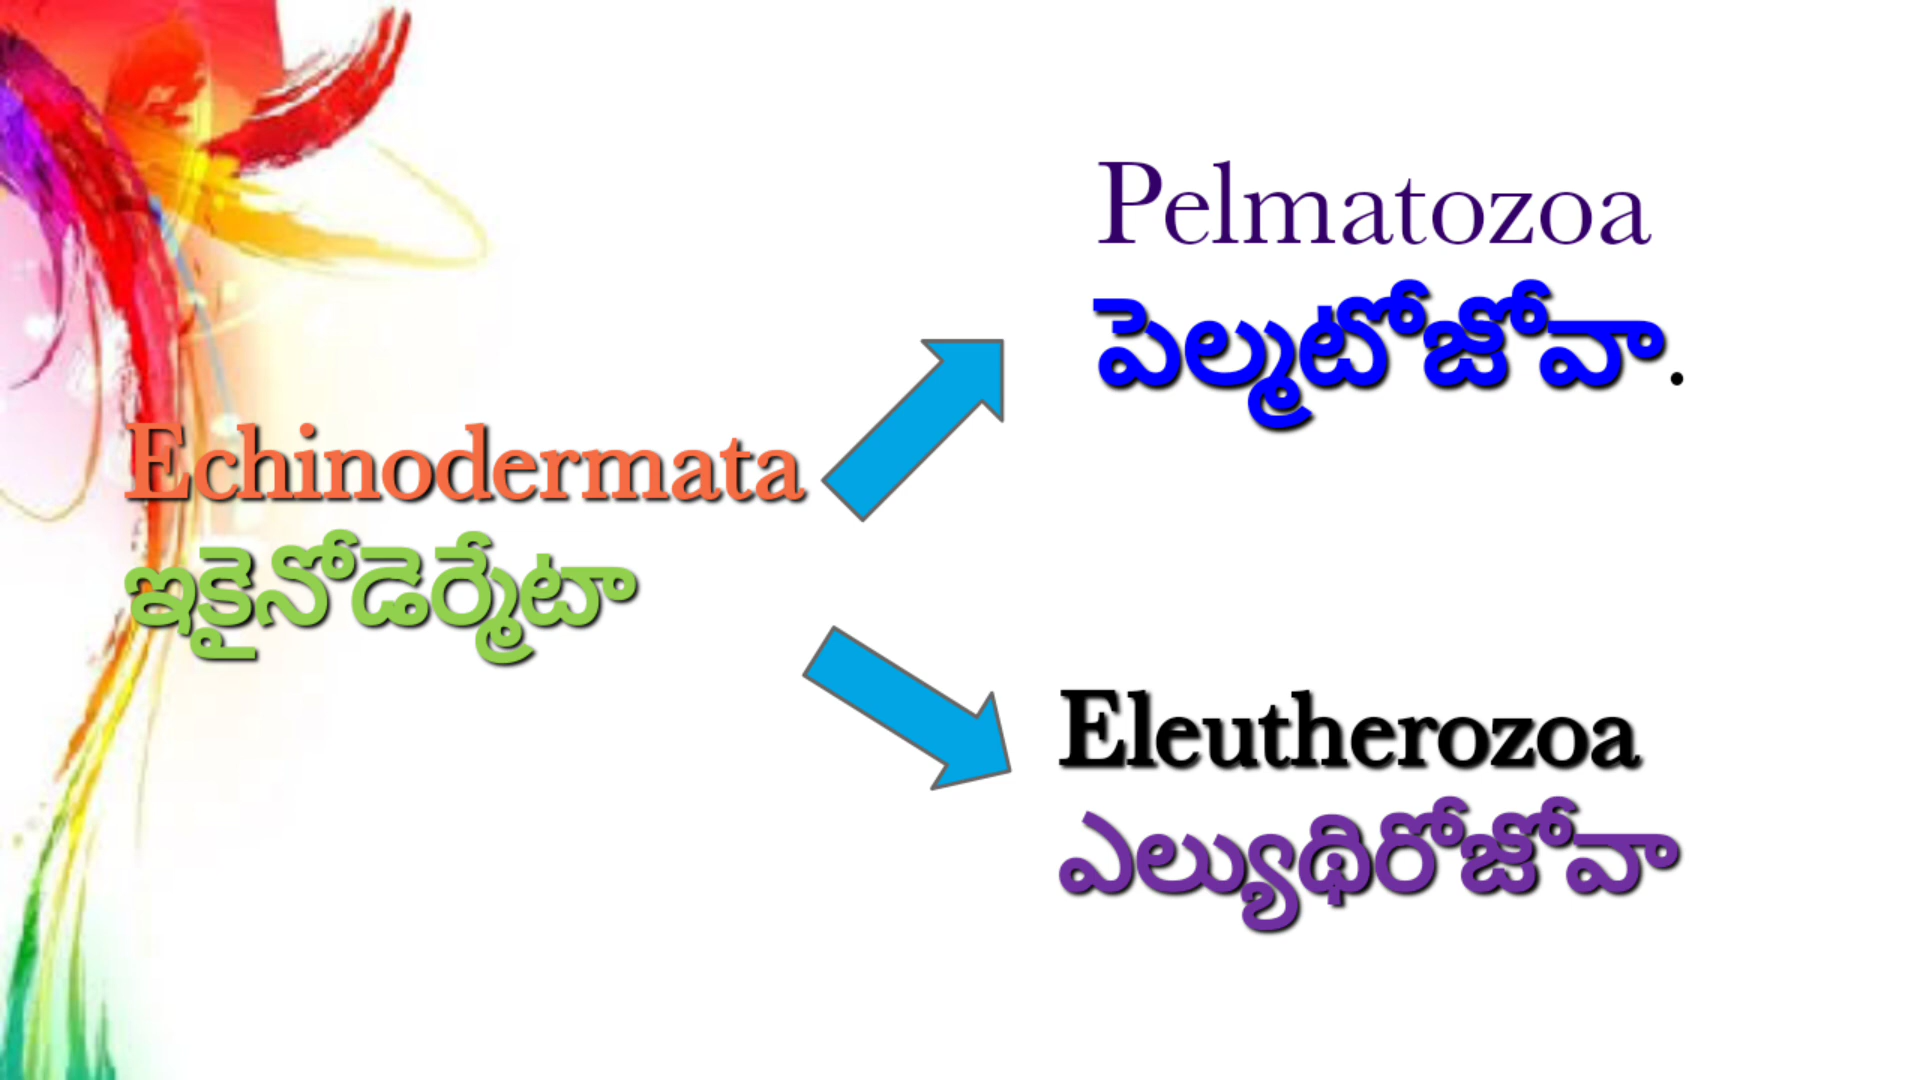 Pelmatozoa
పెల్మటోజోవా.
Echinodermata
ఇకైనోడెర్మేటా
Eleutherozoa
ఎల్యుథిరోజోవా